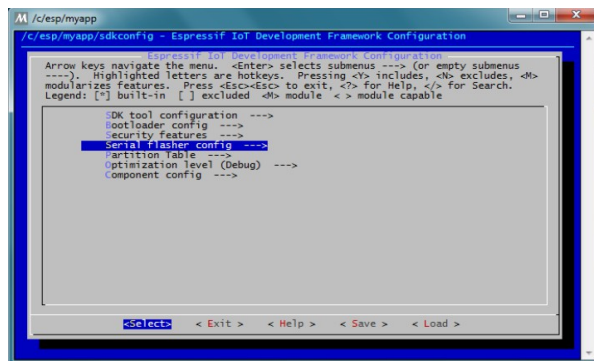 /c/esp/myapp
/c/esp/myapp/sdkconfig - Espressif IoT Development Framework Configuration
Espressif IoT Development Framework Configuration
Arrow keys navigate the menu.  <Enter> selects submenus ---> (or empty submenus
----).  Highlighted letters are hotkeys.  Pressing <Y> includes, <N> excludes, <M>
modularizes features.  Press <Esc><Esc> to exit, <?> for Help, </> for Search.
Legend: [*] built-in  [ ] excluded  <M> module  < > module capable
SDK tool configuration  --->
Bootloader config  --->
Security features  --->
Serial flasher config  --->
Partition Table  --->
Optimization level (Debug)  --->
Component config  --->
<Select>    < Exit >    < Help >    < Save >    < Load >